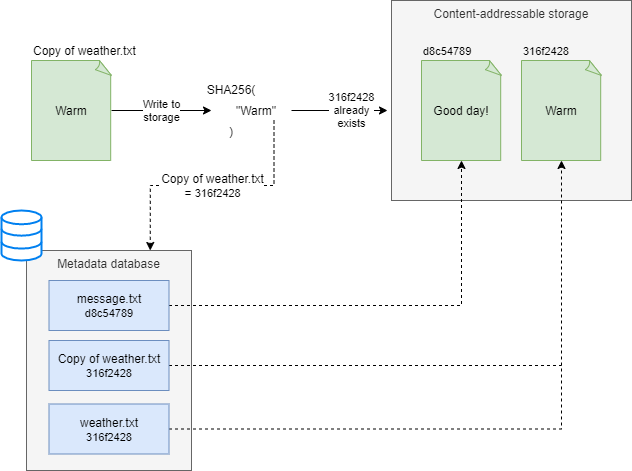 Content-addressable storage
Copy of weather.txt
Warm
Write to
storage
SHA256(
"Warm"
)
316f2428
already
exists
d8c54789
Good day!
316f2428
Warm
Copy of weather.txt
= 316f2428
Metadata database
message.txt
d8c54789
Copy of weather.txt
316f2428
weather.txt
316f2428